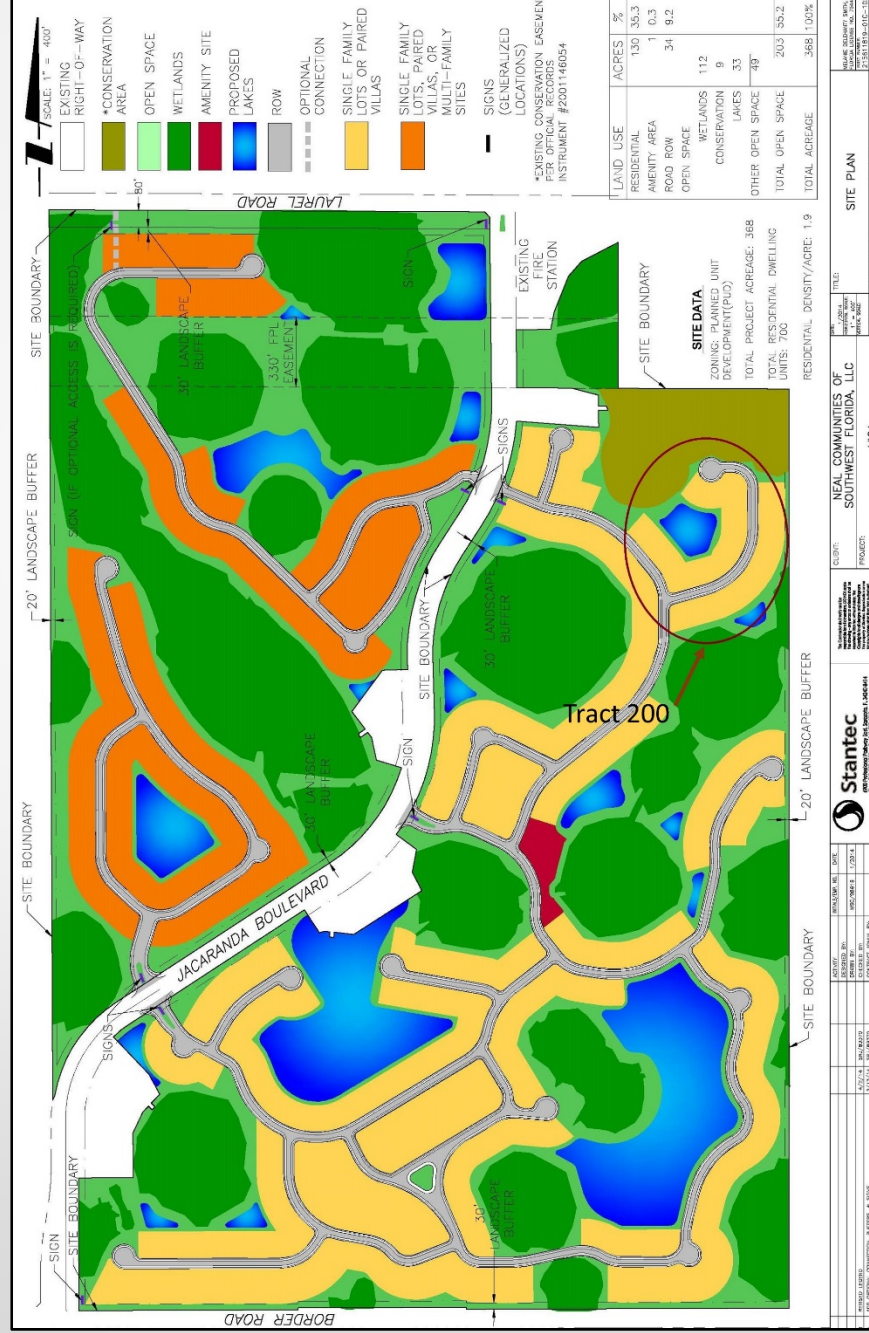 SCALE: 1" = 400'
EXISTING
RIGHT-OF-WAY
*CONSERVATION
AREA
OPEN SPACE
WETLANDS
AMENITY SITE
PROPOSED
LAKES
ROW
OPTIONAL
CONNECTION
SINGLE FAMILY
LOTS OR PAIRED
VILLAS
SINGLE FAMILY
LOTS, PAIRED
VILLAS, OR
MULTI-FAMILY
SITES
SIGNS
(GENERALIZED
LOCATIONS)
*EXISTING CONSERVATION EASEMENT
PER OFFICIAL RECORDS
INSTRUMENT #2001146054
LAND USE ACRES %
RESIDENTIAL 130 35.3
AMENITY AREA 1 0.3
ROAD ROW 34 9.2
OPEN SPACE
WETLANDS 112
CONSERVATION 9
LAKES 33
OTHER OPEN SPACE 49
TOTAL OPEN SPACE 203 55.2
TOTAL ACREAGE 368 100%
SITE BOUNDARY
80'
LAUREL ROAD
SIGN
EXISTING
FIRE
STATION
SIGN (IF OPTIONAL ACCESS IS REQUIRED)
30' LANDSCAPE
BUFFER
330' FPL
EASEMENT
SITE BOUNDARY
SITE DATA
ZONING: PLANNED UNIT
DEVELOPMENT(PUD)
TOTAL PROJECT ACREAGE: 368
TOTAL RESIDENTIAL DWELLING
UNITS: 700
RESIDENTIAL DENSITY/ACRE: 1.9
20' LANDSCAPE BUFFER
SIGNS
SITE BOUNDARY
30' LANDSCAPE
BUFFER
SIGN
30' LANDSCAPE
BUFFER
Tract 200
20' LANDSCAPE BUFFER
SITE BOUNDARY
JACARANDA BOULEVARD
SIGNS
SITE BOUNDARY
SIGN
SITE BOUNDARY
30'
LANDSCAPE
BUFFER
BORDER ROAD
TITLE:
SITE PLAN
CLIENT:
NEAL COMMUNITIES OF
SOUTHWEST FLORIDA, LLC
PROJECT:
Stantec